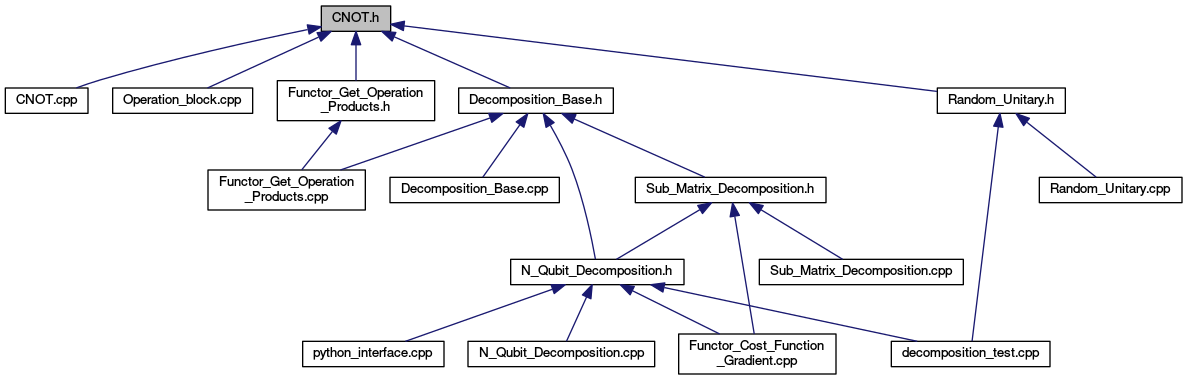 CNOT.h
CNOT.cpp
Operation_block.cpp
Functor_Get_Operation
_Products.h
Decomposition_Base.h
Random_Unitary.h
Functor_Get_Operation
_Products.cpp
Decomposition_Base.cpp
Sub_Matrix_Decomposition.h
Random_Unitary.cpp
N_Qubit_Decomposition.h
Sub_Matrix_Decomposition.cpp
python_interface.cpp
N_Qubit_Decomposition.cpp
Functor_Cost_Function
_Gradient.cpp
decomposition_test.cpp